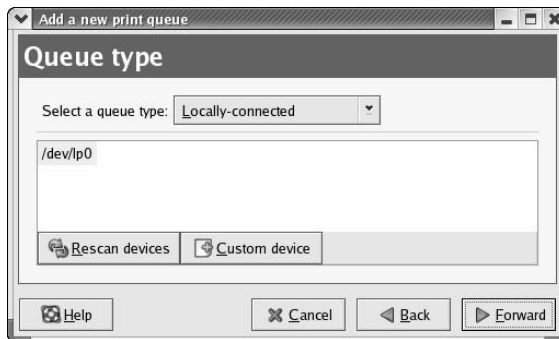 Add a new print queue
Queue type
Select a queue type: Locally-connected
/dev/lp0
Rescan devices Custom device
Help Cancel Back Forward